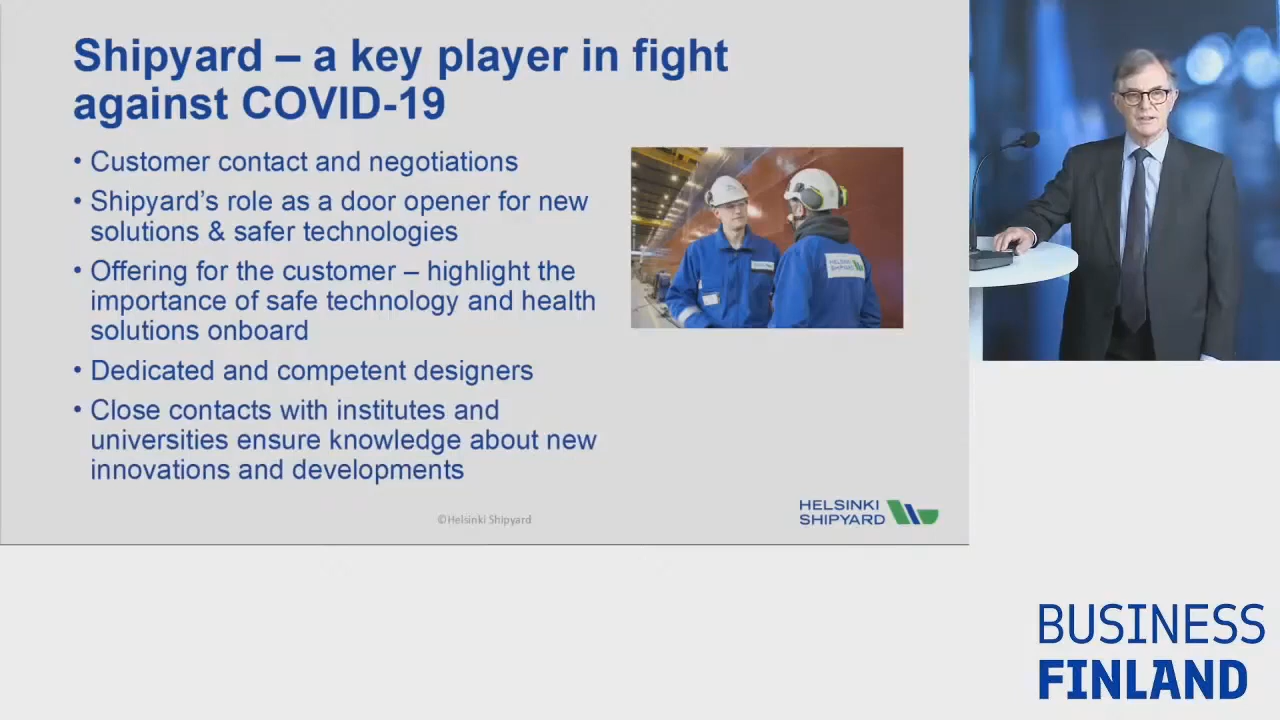 Shipyard – a key player in fight
against COVID-19
• Customer contact and negotiations
• Shipyard’s role as a door opener for new
solutions & safer technologies
• Offering for the customer – highlight the
importance of safe technology and health
solutions onboard
• Dedicated and competent designers
• Close contacts with institutes and
universities ensure knowledge about new
innovations and developments
HELSINKI
SHIPYARD
©Helsinki Shipyard
HELSINKI
SHIPYARD
BUSINESS
FINLAND